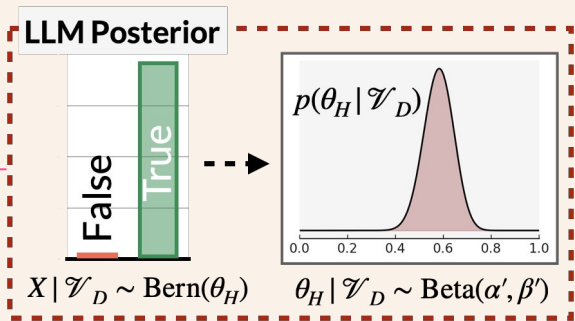 LLM Posterior
False
True
p(θ_H | 𝒱_D)
0.0 0.2 0.4 0.6 0.8 1.0
X | 𝒱_D ∼ Bern(θ_H)
θ_H | 𝒱_D ∼ Beta(α′, β′)